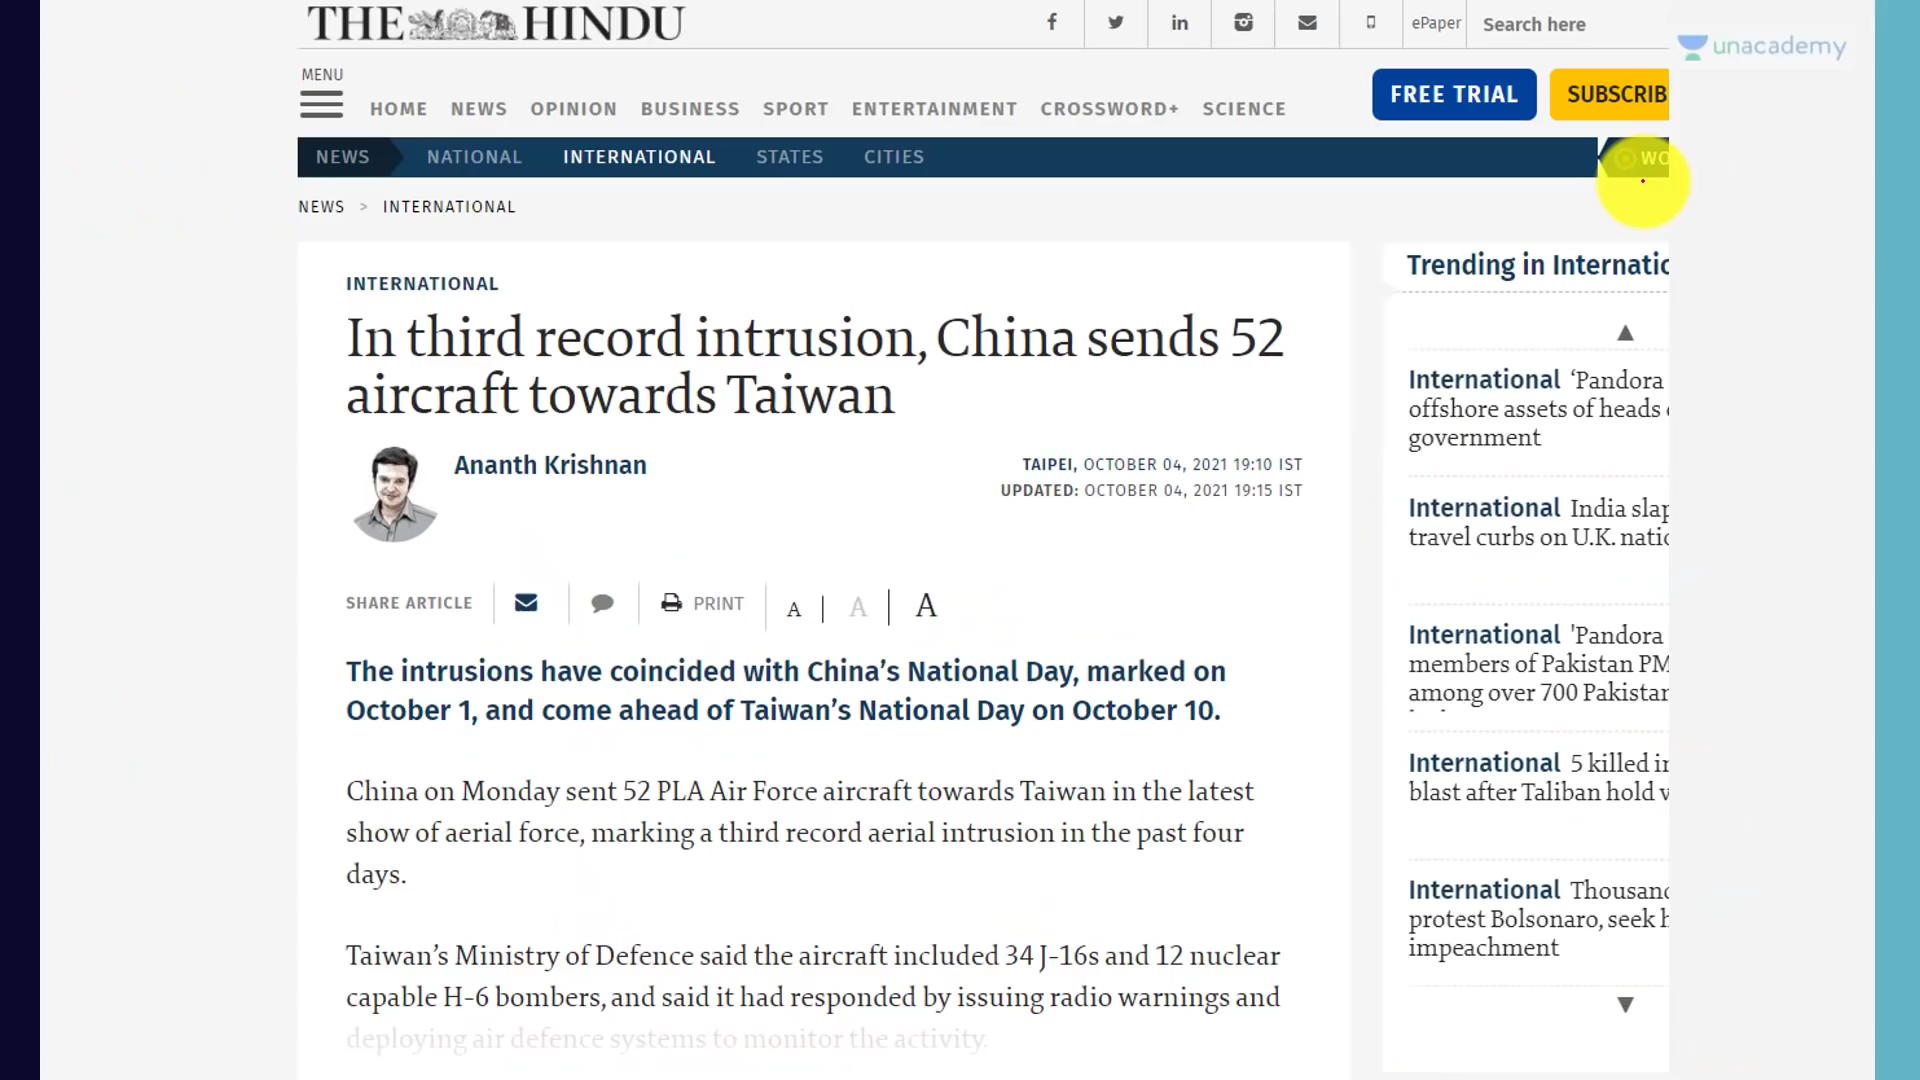 THE HINDU
ePaper
Search here
unacademy
MENU
HOME NEWS OPINION BUSINESS SPORT ENTERTAINMENT CROSSWORD+ SCIENCE
FREE TRIAL
SUBSCRIB
NEWS NATIONAL INTERNATIONAL STATES CITIES
WO
NEWS > INTERNATIONAL
INTERNATIONAL
In third record intrusion, China sends 52
aircraft towards Taiwan
Ananth Krishnan
TAIPEI, OCTOBER 04, 2021 19:10 IST
UPDATED: OCTOBER 04, 2021 19:15 IST
SHARE ARTICLE
PRINT
A | A | A
The intrusions have coincided with China’s National Day, marked on
October 1, and come ahead of Taiwan’s National Day on October 10.
China on Monday sent 52 PLA Air Force aircraft towards Taiwan in the latest
show of aerial force, marking a third record aerial intrusion in the past four
days.
Taiwan’s Ministry of Defence said the aircraft included 34 J-16s and 12 nuclear
capable H-6 bombers, and said it had responded by issuing radio warnings and
deploying air defence systems to monitor the activity.
Trending in Internatio
International ‘Pandora
offshore assets of heads
government
International India slap
travel curbs on U.K. natio
International 'Pandora
members of Pakistan PM
among over 700 Pakistan
International 5 killed in
blast after Taliban hold v
International Thousand
protest Bolsonaro, seek
impeachment